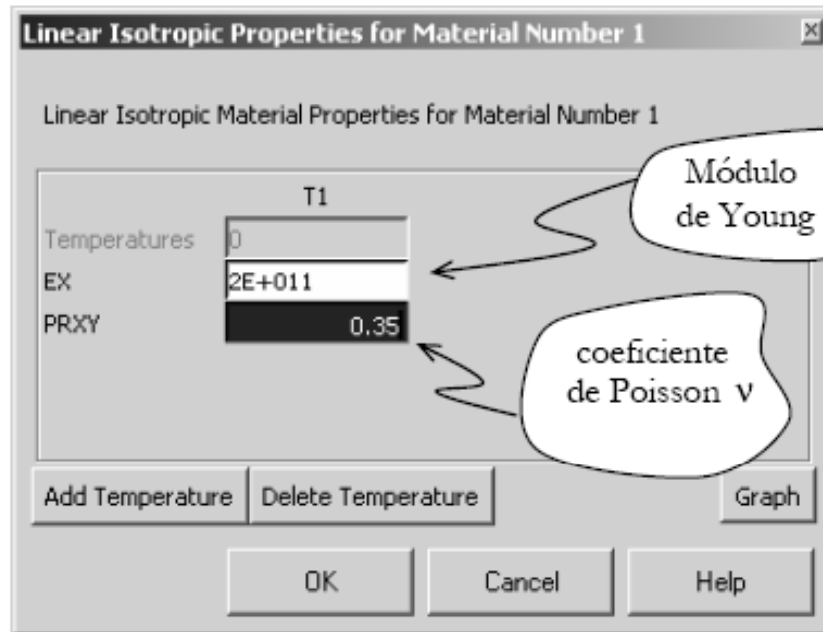 Linear Isotropic Properties for Material Number 1
Linear Isotropic Material Properties for Material Number 1
T1
Temperatures 0
EX 2E+011
PRXY 0.35
Módulo
de Young
coeficiente
de Poisson ν
Add Temperature Delete Temperature Graph
OK Cancel Help